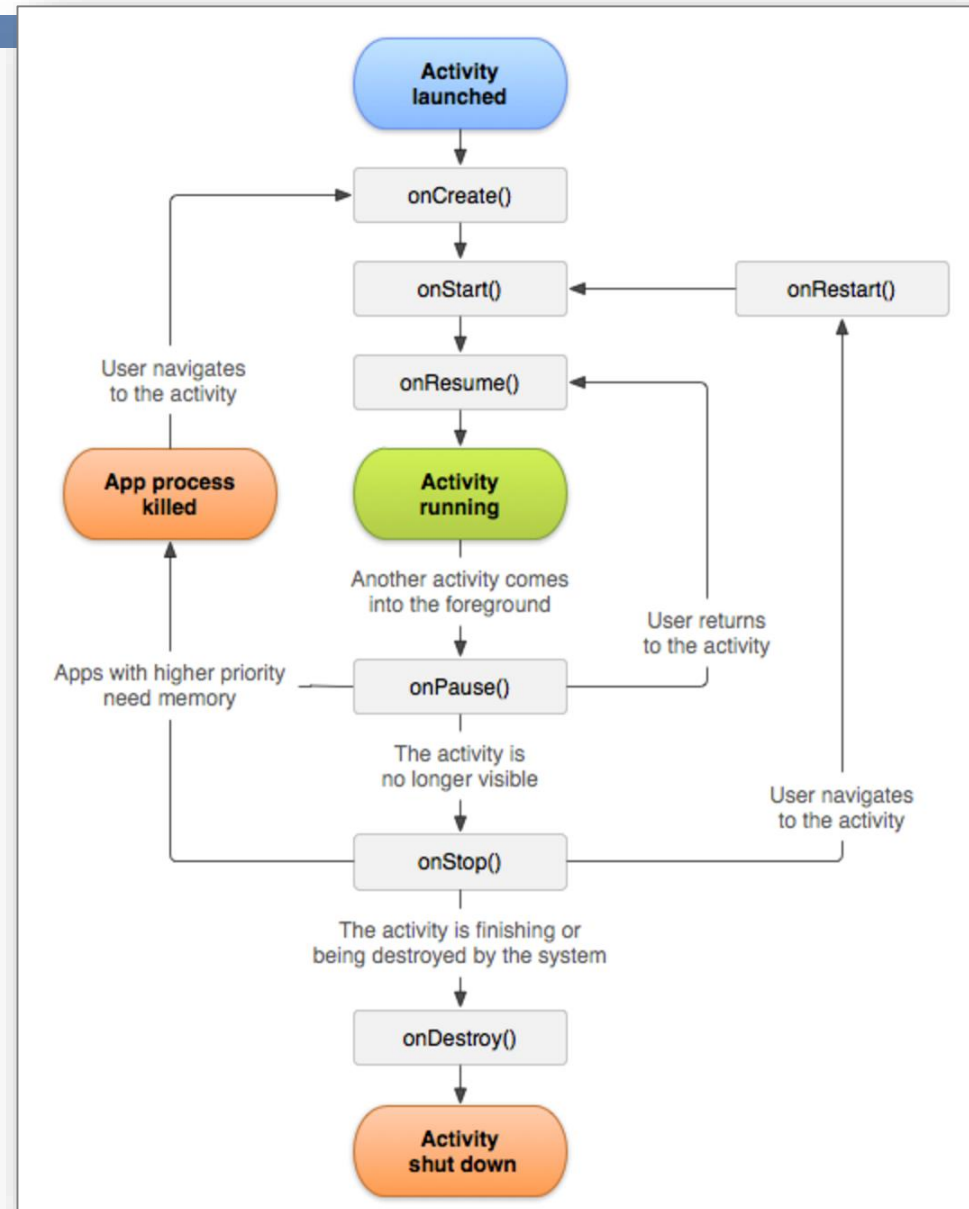 Activity
launched
onCreate()
onStart()
onRestart()
onResume()
User navigates
to the activity
App process
killed
Activity
running
Another activity comes
into the foreground
User returns
to the activity
Apps with higher priority
need memory
onPause()
The activity is
no longer visible
User navigates
to the activity
onStop()
The activity is finishing or
being destroyed by the system
onDestroy()
Activity
shut down